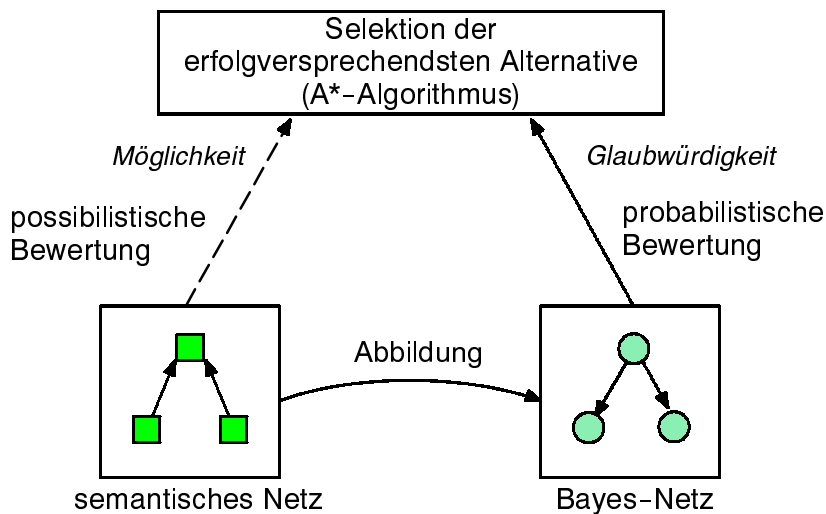 Selektion der
erfolgversprechendsten Alternative
(A*-Algorithmus)
Möglichkeit
Glaubwürdigkeit
possibilistische
Bewertung
probabilistische
Bewertung
Abbildung
semantisches Netz
Bayes-Netz